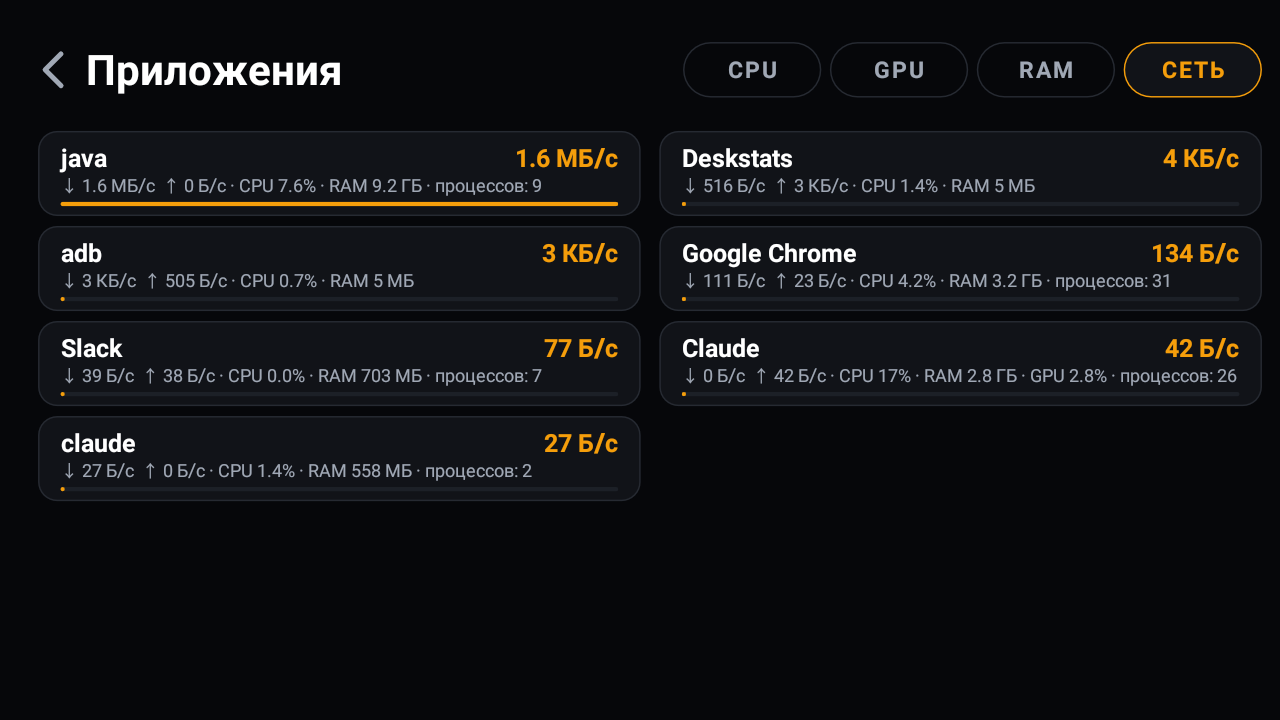 Приложения
CPU
GPU
RAM
СЕТЬ
java
1.6 МБ/с
↓ 1.6 МБ/с ↑ 0 Б/с · CPU 7.6% · RAM 9.2 ГБ · процессов: 9
Deskstats
4 КБ/с
↓ 516 Б/с ↑ 3 КБ/с · CPU 1.4% · RAM 5 МБ
adb
3 КБ/с
↓ 3 КБ/с ↑ 505 Б/с · CPU 0.7% · RAM 5 МБ
Google Chrome
134 Б/с
↓ 111 Б/с ↑ 23 Б/с · CPU 4.2% · RAM 3.2 ГБ · процессов: 31
Slack
77 Б/с
↓ 39 Б/с ↑ 38 Б/с · CPU 0.0% · RAM 703 МБ · процессов: 7
Claude
42 Б/с
↓ 0 Б/с ↑ 42 Б/с · CPU 17% · RAM 2.8 ГБ · GPU 2.8% · процессов: 26
claude
27 Б/с
↓ 27 Б/с ↑ 0 Б/с · CPU 1.4% · RAM 558 МБ · процессов: 2